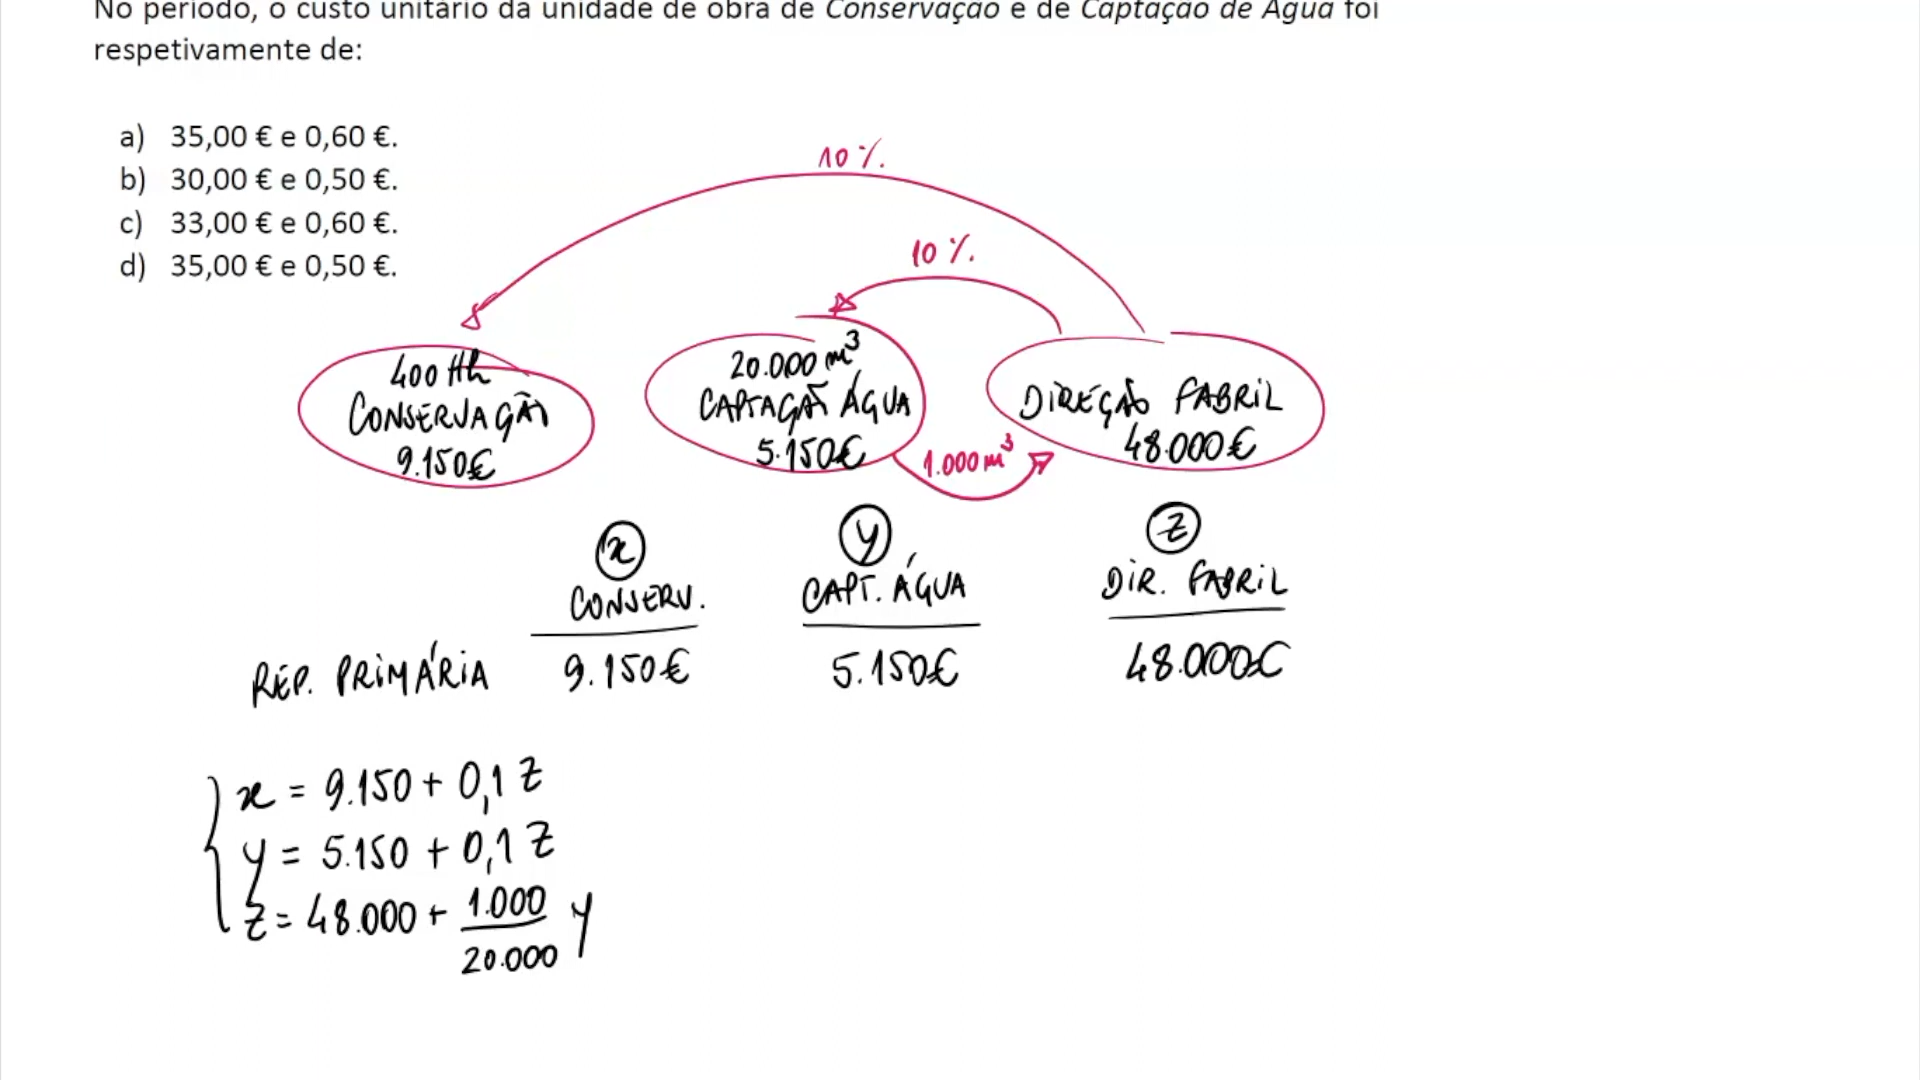 No período, o custo unitário da unidade de obra de Conservação e de Captação de Água foi
respetivamente de:
a) 35,00 € e 0,60 €.
b) 30,00 € e 0,50 €.
c) 33,00 € e 0,60 €.
d) 35,00 € e 0,50 €.
10 %.
10 %.
400 Hh
CONSERVAÇÃO
9.150€
20.000 m³
CAPTAÇÃO ÁGUA
5.150€
1.000 m³
DIREÇÃO FABRIL
48.000€
x
y
z
CONSERV.
CAPT. ÁGUA
DIR. FABRIL
REP. PRIMÁRIA 9.150€ 5.150€ 48.000€
x = 9.150 + 0,1 z
y = 5.150 + 0,1 z
z = 48.000 + 1.000/20.000 y